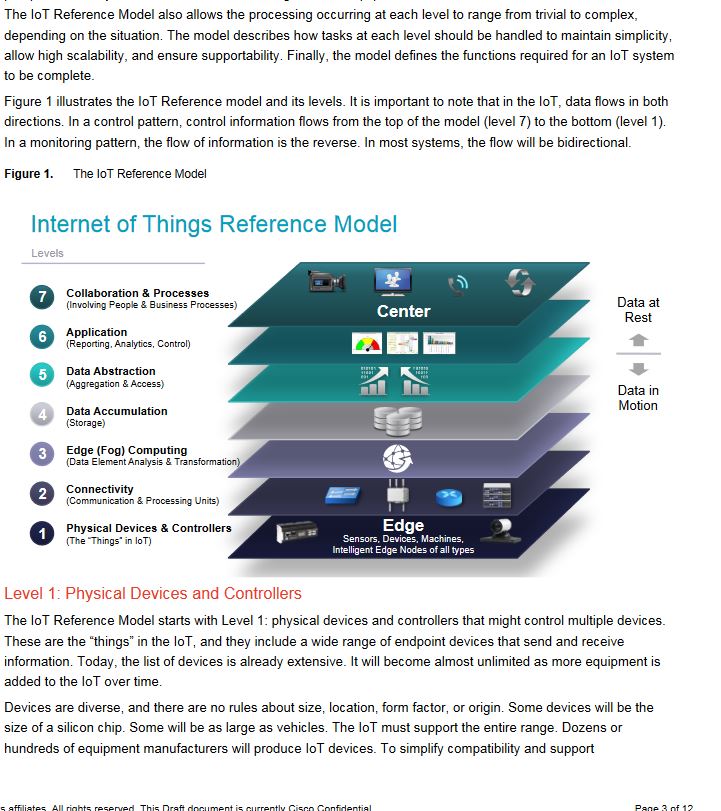 The IoT Reference Model also allows the processing occurring at each level to range from trivial to complex,
depending on the situation. The model describes how tasks at each level should be handled to maintain simplicity,
allow high scalability, and ensure supportability. Finally, the model defines the functions required for an IoT system
to be complete.
Figure 1 illustrates the IoT Reference model and its levels. It is important to note that in the IoT, data flows in both
directions. In a control pattern, control information flows from the top of the model (level 7) to the bottom (level 1).
In a monitoring pattern, the flow of information is the reverse. In most systems, the flow will be bidirectional.
Figure 1. The IoT Reference Model
Internet of Things Reference Model
Levels
7 Collaboration & Processes
(Involving People & Business Processes)
Center
6 Application
(Reporting, Analytics, Control)
5 Data Abstraction
(Aggregation & Access)
4 Data Accumulation
(Storage)
3 Edge (Fog) Computing
(Data Element Analysis & Transformation)
2 Connectivity
(Communication & Processing Units)
1 Physical Devices & Controllers
(The "Things" in IoT)
Edge
Sensors, Devices, Machines,
Intelligent Edge Nodes of all types
Data at
Rest
Data in
Motion
Level 1: Physical Devices and Controllers
The IoT Reference Model starts with Level 1: physical devices and controllers that might control multiple devices.
These are the “things” in the IoT, and they include a wide range of endpoint devices that send and receive
information. Today, the list of devices is already extensive. It will become almost unlimited as more equipment is
added to the IoT over time.
Devices are diverse, and there are no rules about size, location, form factor, or origin. Some devices will be the
size of a silicon chip. Some will be as large as vehicles. The IoT must support the entire range. Dozens or
hundreds of equipment manufacturers will produce IoT devices. To simplify compatibility and support
s affiliates. All rights reserved. This Draft document is currently Cisco Confidential. Page 3 of 12